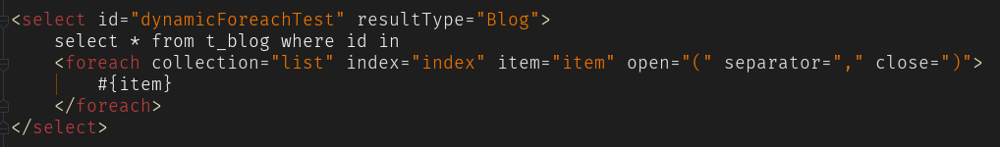 <select id="dynamicForeachTest" resultType="Blog">
select * from t_blog where id in
<foreach collection="list" index="index" item="item" open="(" separator="," close=")">
#{item}
</foreach>
</select>